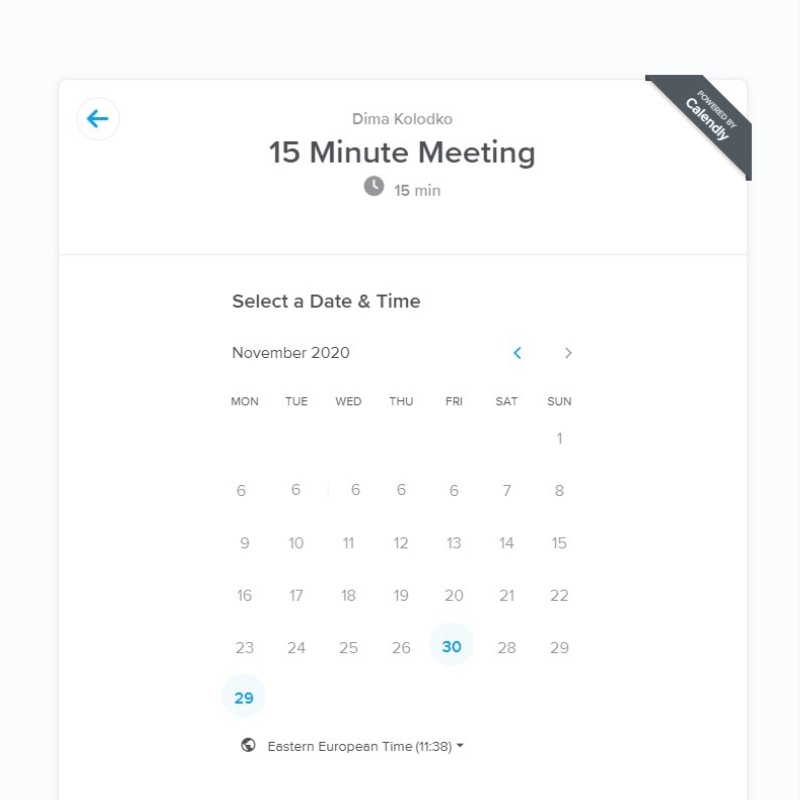 POWERED BY
Calendly
Dima Kolodko
15 Minute Meeting
15 min
Select a Date & Time
November 2020
MON TUE WED THU FRI SAT SUN
1
6 6 6 6 6 7 8
9 10 11 12 13 14 15
16 17 18 19 20 21 22
23 24 25 26 30 28 29
29
Eastern European Time (11:38)